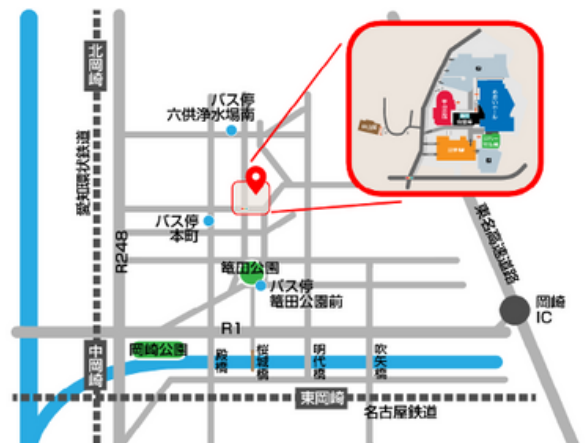 北岡崎
愛知環状鉄道
バス停
六供浄水場南
バス停
本町
R248
籠田公園
バス停
籠田公園前
東名高速道路
岡崎
IC
R1
中岡崎
岡崎公園
殿橋
桜城橋
明代橋
吹矢橋
東岡崎
名古屋鉄道